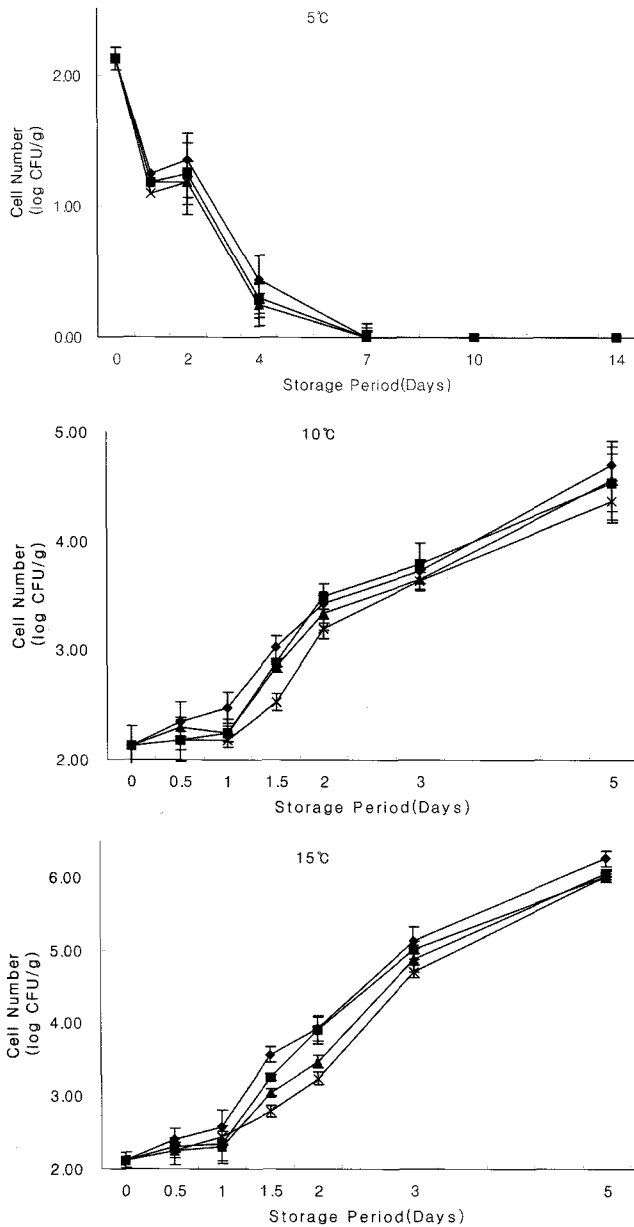 5℃
2.00
1.00
0.00
Cell Number
(log CFU/g)
0 2 4 7 10 14
Storage Period(Days)
10℃
5.00
4.00
3.00
2.00
Cell Number
(log CFU/g)
0 0.5 1 1.5 2 3 5
Storage Period(Days)
15℃
6.00
5.00
4.00
3.00
2.00
Cell Number
(log CFU/g)
0 0.5 1 1.5 2 3 5
Storage Period(Days)